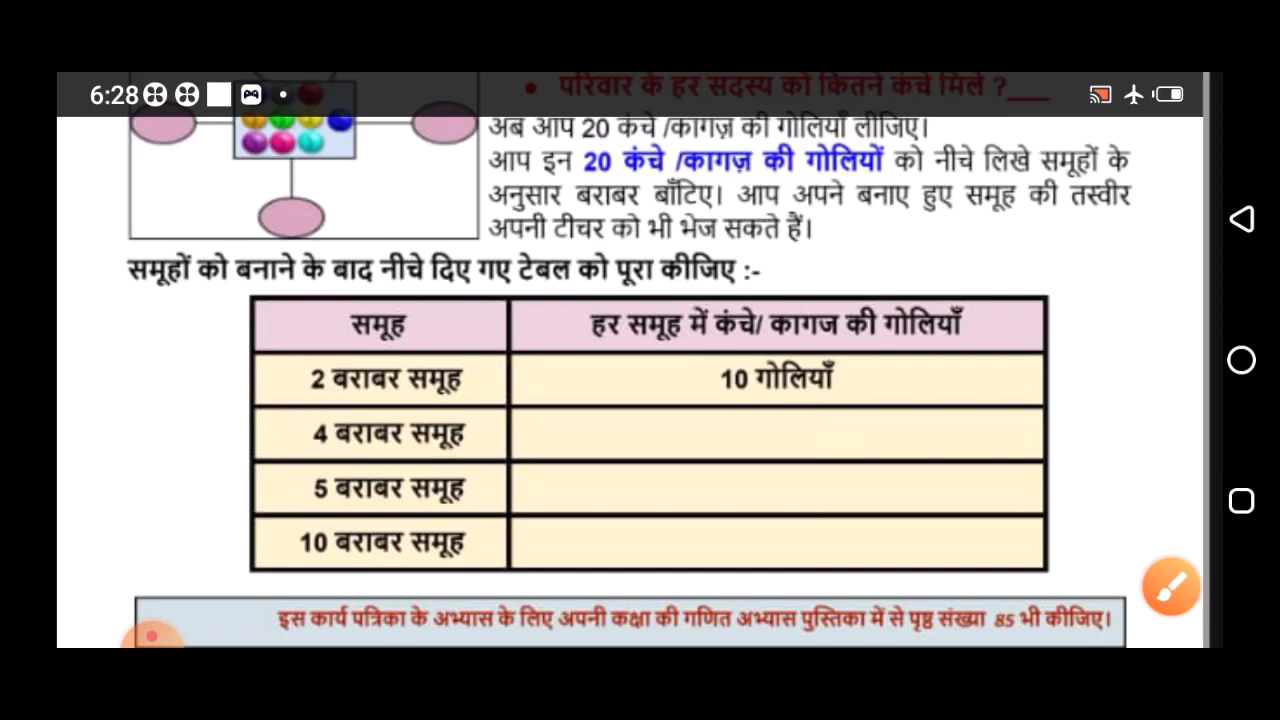 6:28
• परिवार के हर सदस्य को कितने कंचे मिले ?___
अब आप 20 कंचे /कागज़ की गोलियाँ लीजिए।
आप इन 20 कंचे /कागज़ की गोलियों को नीचे लिखे समूहों के
अनुसार बराबर बाँटिए। आप अपने बनाए हुए समूह की तस्वीर
अपनी टीचर को भी भेज सकते हैं।
समूहों को बनाने के बाद नीचे दिए गए टेबल को पूरा कीजिए :-
समूह हर समूह में कंचे/ कागज की गोलियाँ
2 बराबर समूह 10 गोलियाँ
4 बराबर समूह
5 बराबर समूह
10 बराबर समूह
इस कार्य पत्रिका के अभ्यास के लिए अपनी कक्षा की गणित अभ्यास पुस्तिका में से पृष्ठ संख्या 85 भी कीजिए।